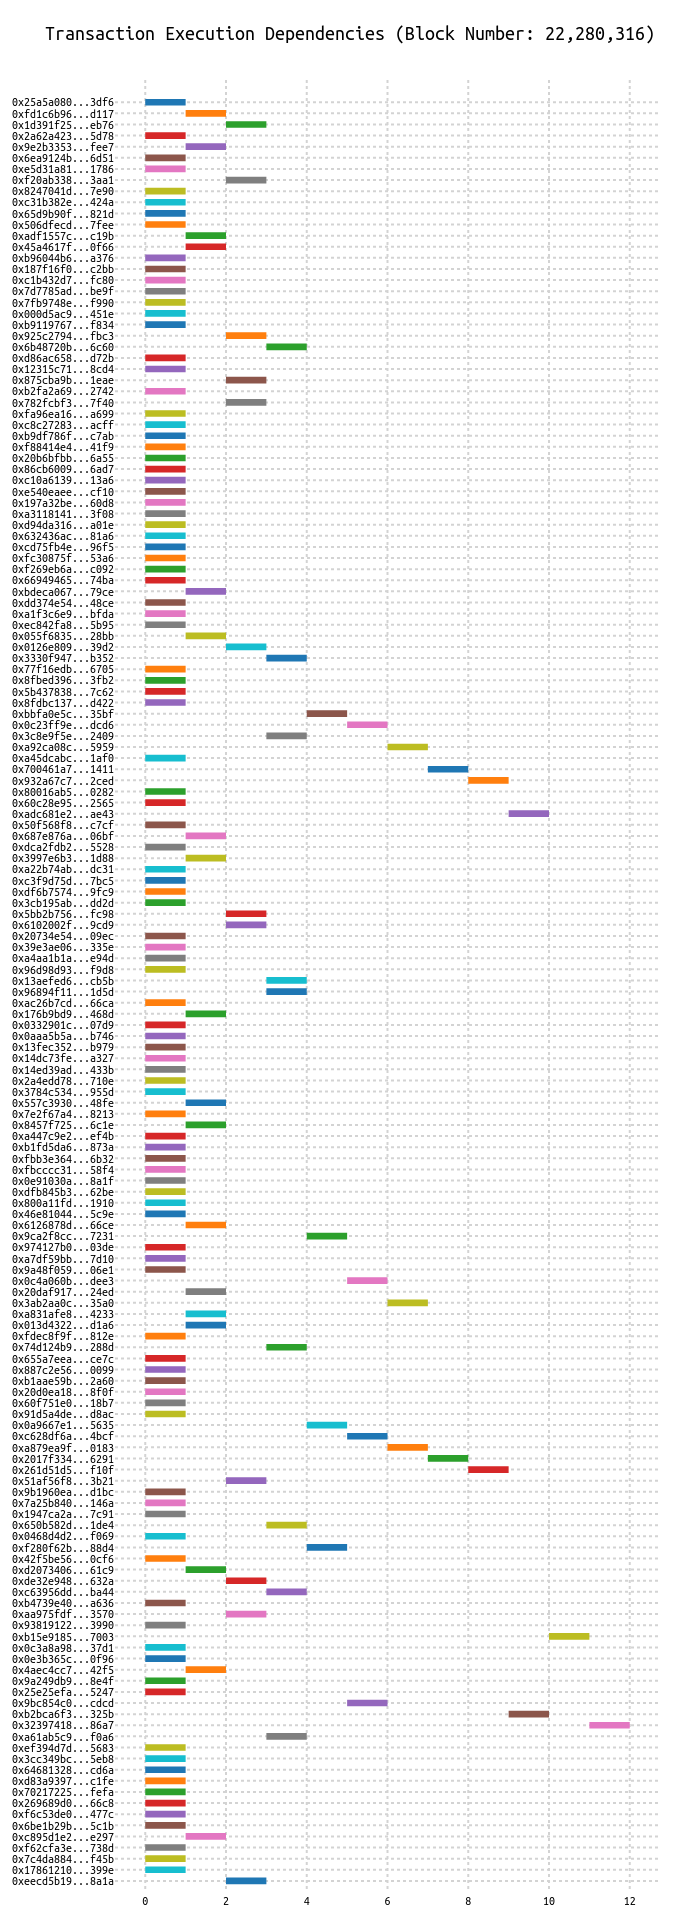 Transaction Execution Dependencies (Block Number: 22,280,316)
0x25a5a080...3df6
0xfd1c6b96...d117
0x1d391f25...eb76
0x2a62a423...5d78
0x9e2b3353...fee7
0x6ea9124b...6d51
0xe5d31a81...1786
0xf20ab338...3aa1
0x8247041d...7e90
0xc31b382e...424a
0x65d9b90f...821d
0x506dfecd...7fee
0xadf1557c...c19b
0x45a4617f...0f66
0xb96044b6...a376
0x187f16f0...c2bb
0xc1b432d7...fc80
0x7d7785ad...be9f
0x7fb9748e...f990
0x000d5ac9...451e
0xb9119767...f834
0x925c2794...fbc3
0x6b48720b...6c60
0xd86ac658...d72b
0x12315c71...8cd4
0x875cba9b...1eae
0xb2fa2a69...2742
0x782fcbf3...7f40
0xfa96ea16...a699
0xc8c27283...acff
0xb9df786f...c7ab
0xf88414e4...41f9
0x20b6bfbb...6a55
0x86cb6009...6ad7
0xc10a6139...13a6
0xe540eaee...cf10
0x197a32be...60d8
0xa3118141...3f08
0xd94da316...a01e
0x632436ac...81a6
0xcd75fb4e...96f5
0xfc30875f...53a6
0xf269eb6a...c092
0x66949465...74ba
0xbdeca067...79ce
0xdd374e54...48ce
0xa1f3c6e9...bfda
0xec842fa8...5b95
0x055f6835...28bb
0x0126e809...39d2
0x3330f947...b352
0x77f16edb...6705
0x8fbed396...3fb2
0x5b437838...7c62
0x8fdbc137...d422
0xbbfa0e5c...35bf
0x0c23ff9e...dcd6
0x3c8e9f5e...2409
0xa92ca08c...5959
0xa45dcabc...1af0
0x700461a7...1411
0x932a67c7...2ced
0x80016ab5...0282
0x60c28e95...2565
0xadc681e2...ae43
0x50f568f8...c7cf
0x687e876a...06bf
0xdca2fdb2...5528
0x3997e6b3...1d88
0xa22b74ab...dc31
0xc3f9d75d...7bc5
0xdf6b7574...9fc9
0x3cb195ab...dd2d
0x5bb2b756...fc98
0x6102002f...9cd9
0x20734e54...09ec
0x39e3ae06...335e
0xa4aa1b1a...e94d
0x96d98d93...f9d8
0x13aefed6...cb5b
0x96894f11...1d5d
0xac26b7cd...66ca
0x176b9bd9...468d
0x0332901c...07d9
0x0aaa5b5a...b746
0x13fec352...b979
0x14dc73fe...a327
0x14ed39ad...433b
0x2a4edd78...710e
0x3784c534...955d
0x557c3930...48fe
0x7e2f67a4...8213
0x8457f725...6c1e
0xa447c9e2...ef4b
0xb1fd5da6...873a
0xfbb3e364...6b32
0xfbcccc31...58f4
0x0e91030a...8a1f
0xdfb845b3...62be
0x800a11fd...1910
0x46e81044...5c9e
0x6126878d...66ce
0x9ca2f8cc...7231
0x974127b0...03de
0xa7df59bb...7d10
0x9a48f059...06e1
0x0c4a060b...dee3
0x20daf917...24ed
0x3ab2aa0c...35a0
0xa831afe8...4233
0x013d4322...d1a6
0xfdec8f9f...812e
0x74d124b9...288d
0x655a7eea...ce7c
0x887c2e56...0099
0xb1aae59b...2a60
0x20d0ea18...8f0f
0x60f751e0...18b7
0x91d5a4de...d8ac
0x0a9667e1...5635
0xc628df6a...4bcf
0xa879ea9f...0183
0x2017f334...6291
0x261d51d5...f10f
0x51af56f8...3b21
0x9b1960ea...d1bc
0x7a25b840...146a
0x1947ca2a...7c91
0x650b582d...1de4
0x0468d4d2...f069
0xf280f62b...88d4
0x42f5be56...0cf6
0xd2073406...61c9
0xde32e948...632a
0xc63956dd...ba44
0xb4739e40...a636
0xaa975fdf...3570
0x93819122...3990
0xb15e9185...7003
0x0c3a8a98...37d1
0x0e3b365c...0f96
0x4aec4cc7...42f5
0x9a249db9...8e4f
0x25e25efa...5247
0x9bc854c0...cdcd
0xb2bca6f3...325b
0x32397418...86a7
0xa61ab5c9...f0a6
0xef394d7d...5683
0x3cc349bc...5eb8
0x64681328...cd6a
0xd83a9397...c1fe
0x70217225...fefa
0x269689d0...66c8
0xf6c53de0...477c
0x6be1b29b...5c1b
0xc895d1e2...e297
0xf62cfa3e...738d
0x7c4da884...f45b
0x17861210...399e
0xeecd5b19...8a1a
0 2 4 6 8 10 12